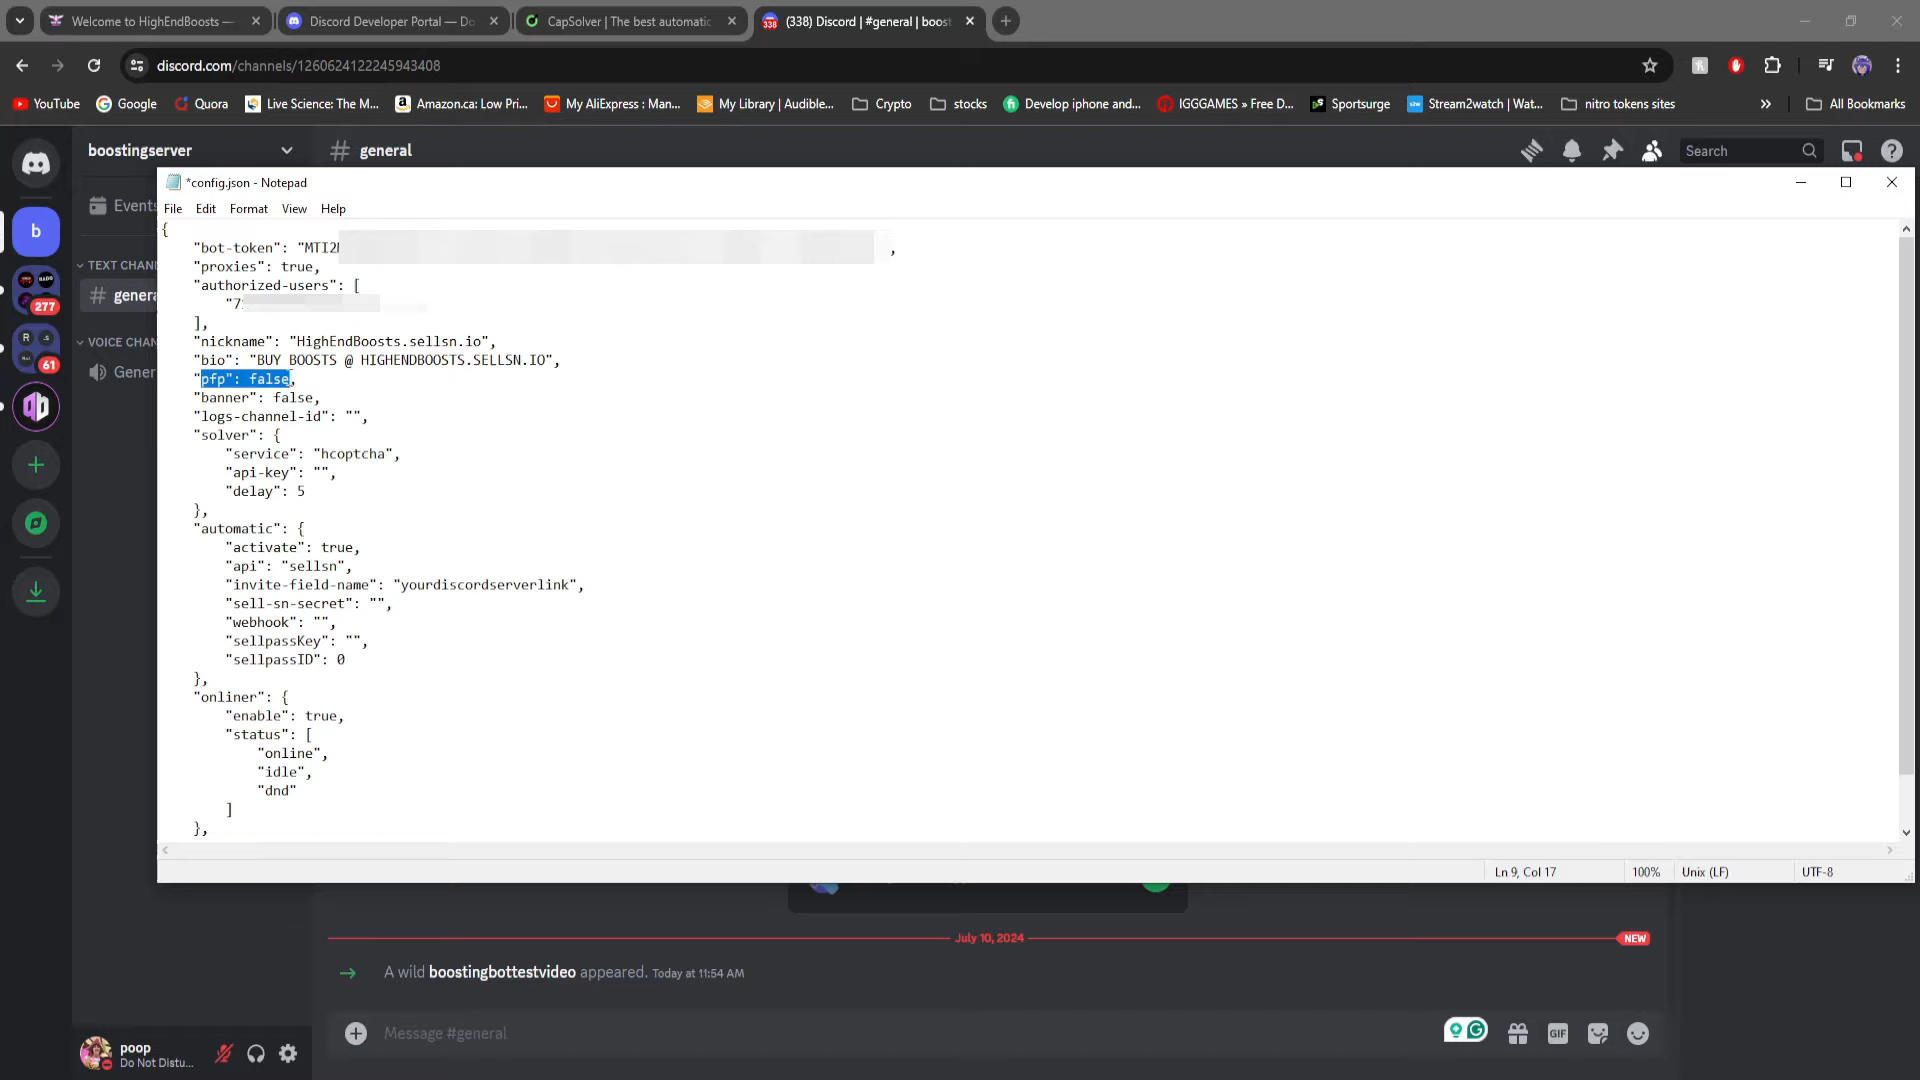 Welcome to HighEndBoosts —
Discord Developer Portal — Do
CapSolver | The best automatic
(338) Discord | #general | boost
discord.com/channels/1260624122245943408
YouTube
Google
Quora
Live Science: The M...
Amazon.ca: Low Pri...
My AliExpress : Man...
My Library | Audible...
Crypto
stocks
Develop iphone and...
IGGGAMES » Free D...
Sportsurge
Stream2watch | Wat...
nitro tokens sites
»
All Bookmarks
boostingserver
# general
Search
*config.json - Notepad
File Edit Format View Help
Events
TEXT CHAN
# genera
VOICE CHAN
Gener
b
277
61
{
"bot-token": "MTI2 ,
"proxies": true,
"authorized-users": [
"7
],
"nickname": "HighEndBoosts.sellsn.io",
"bio": "BUY BOOSTS @ HIGHENDBOOSTS.SELLSN.IO",
"pfp": false,
"banner": false,
"logs-channel-id": "",
"solver": {
"service": "hcoptcha",
"api-key": "",
"delay": 5
},
"automatic": {
"activate": true,
"api": "sellsn",
"invite-field-name": "yourdiscordserverlink",
"sell-sn-secret": "",
"webhook": "",
"sellpassKey": "",
"sellpassID": 0
},
"onliner": {
"enable": true,
"status": [
"online",
"idle",
"dnd"
]
},
Ln 9, Col 17
100%
Unix (LF)
UTF-8
July 10, 2024
NEW
A wild boostingbottestvideo appeared. Today at 11:54 AM
Message #general
GIF
poop
Do Not Distu...